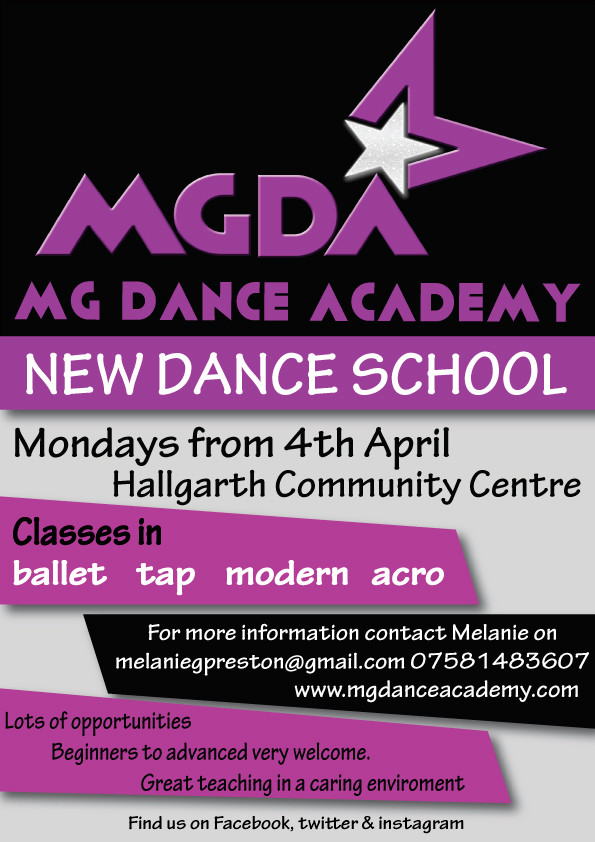 MGDA
MG DANCE ACADEMY
NEW DANCE SCHOOL
Mondays from 4th April
Hallgarth Community Centre
Classes in
ballet tap modern acro
For more information contact Melanie on
melaniegpreston@gmail.com 07581483607
www.mgdanceacademy.com
Lots of opportunities
Beginners to advanced very welcome.
Great teaching in a caring enviroment
Find us on Facebook, twitter & instagram